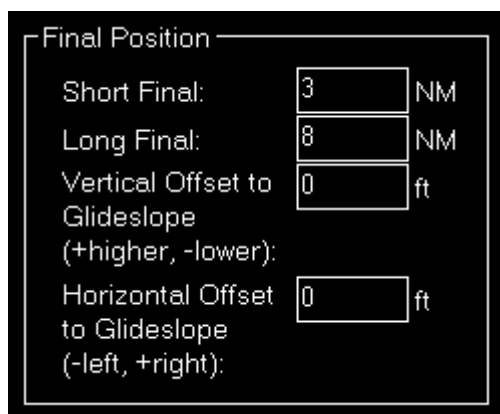 Final Position
Short Final: 3 NM
Long Final: 8 NM
Vertical Offset to 0 ft
Glideslope
(+higher, -lower):
Horizontal Offset 0 ft
to Glideslope
(-left, +right):